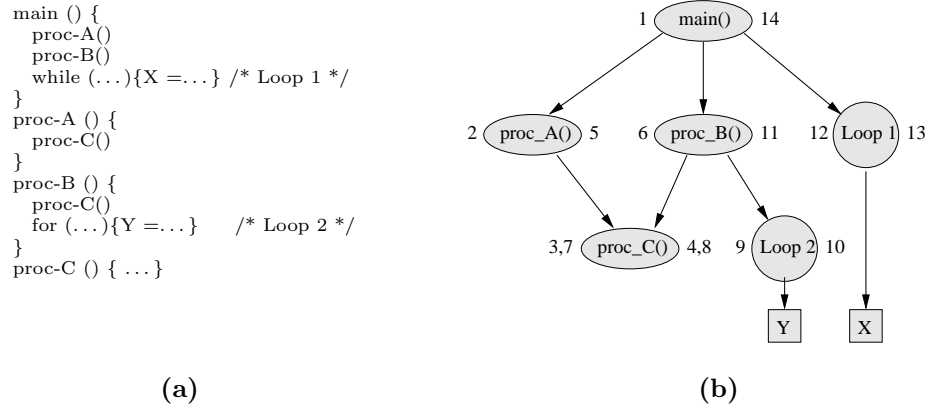 main () {
proc-A()
proc-B()
while (...){X =...} /* Loop 1 */
}
proc-A () {
proc-C()
}
proc-B () {
proc-C()
for (...){Y =...} /* Loop 2 */
}
proc-C () { ...}
(a)
1 main() 14
2 proc_A() 5
6 proc_B() 11
12 Loop 1 13
3,7 proc_C() 4,8
9 Loop 2 10
Y
X
(b)